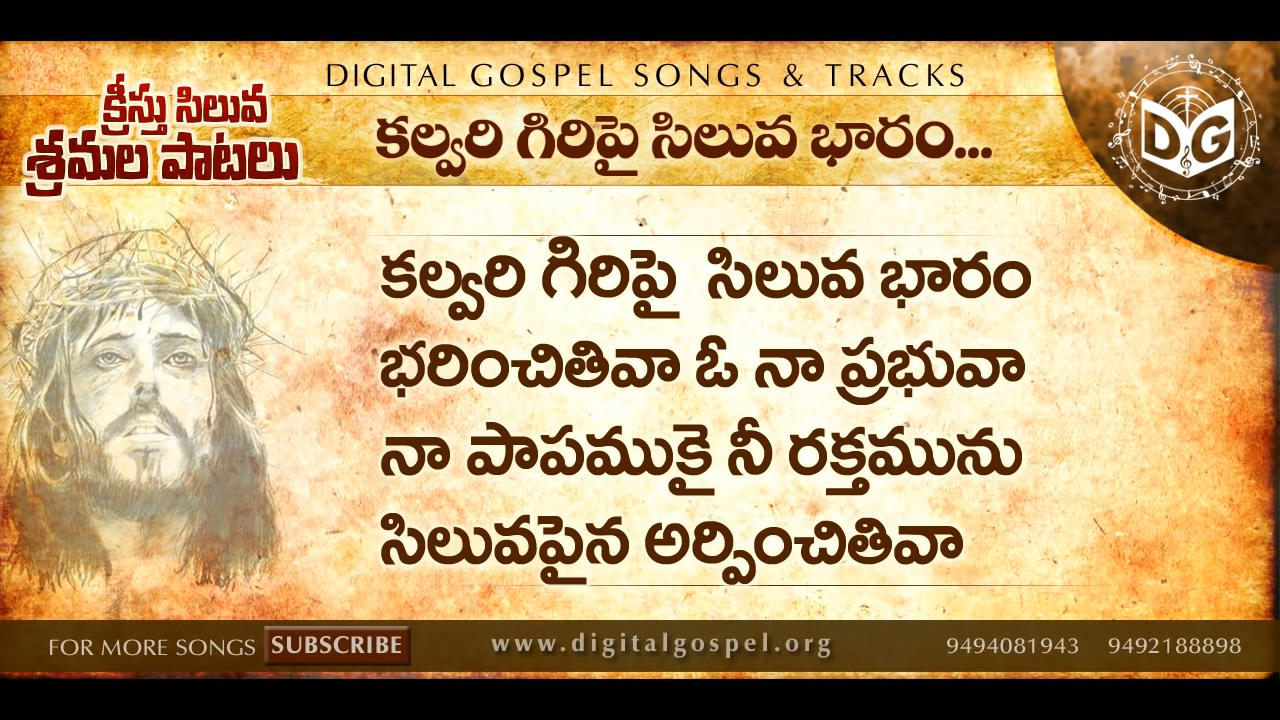 DIGITAL GOSPEL SONGS & TRACKS
క్రీస్తు సిలువ
శ్రమల పాటలు
కల్వరి గిరిపై సిలువ భారం...
DG
కల్వరి గిరిపై సిలువ భారం
భరించితివా ఓ నా ప్రభువా
నా పాపముకై నీ రక్తమును
సిలువపైన అర్పించితివా
FOR MORE SONGS SUBSCRIBE www.digitalgospel.org 9494081943 9492188898